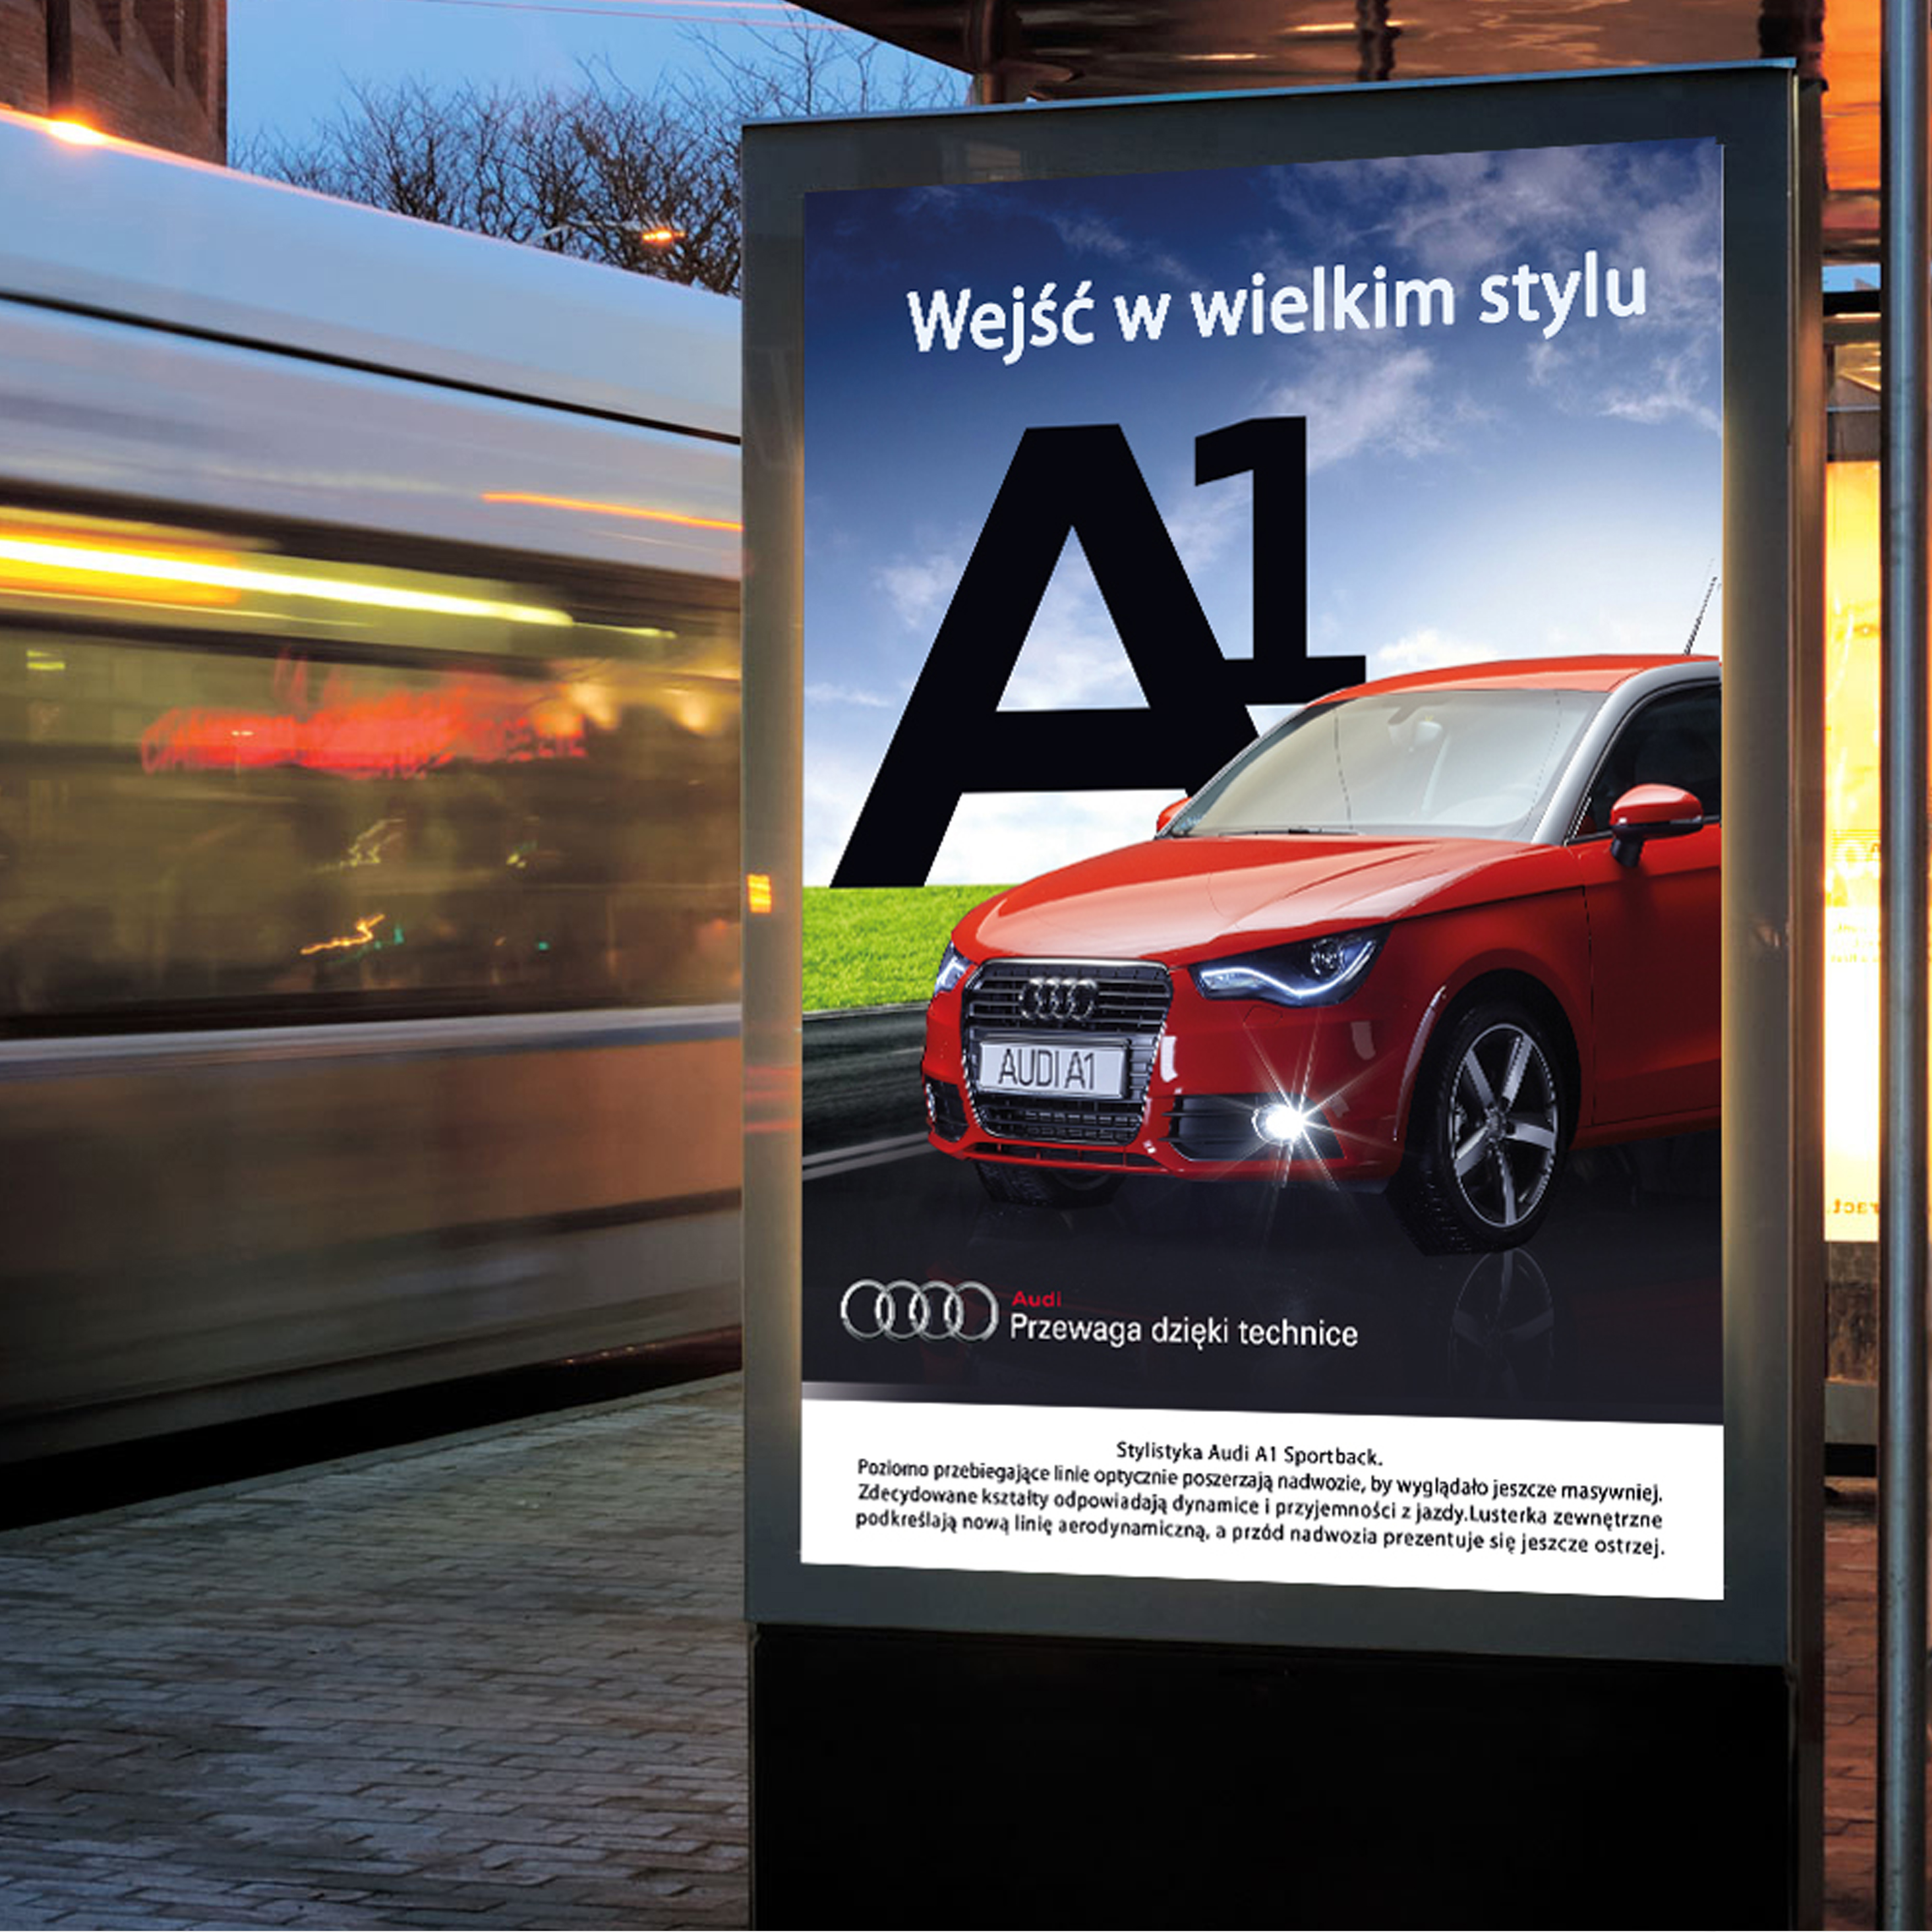 Wejść w wielkim stylu
A1
AUDI A1
Audi
Przewaga dzięki technice
Stylistyka Audi A1 Sportback.
Poziomo przebiegające linie optycznie poszerzają nadwozie, by wyglądało jeszcze masywniej.
Zdecydowane kształty odpowiadają dynamice i przyjemności z jazdy.Lusterka zewnętrzne
podkreślają nową linię aerodynamiczną, a przód nadwozia prezentuje się jeszcze ostrzej.